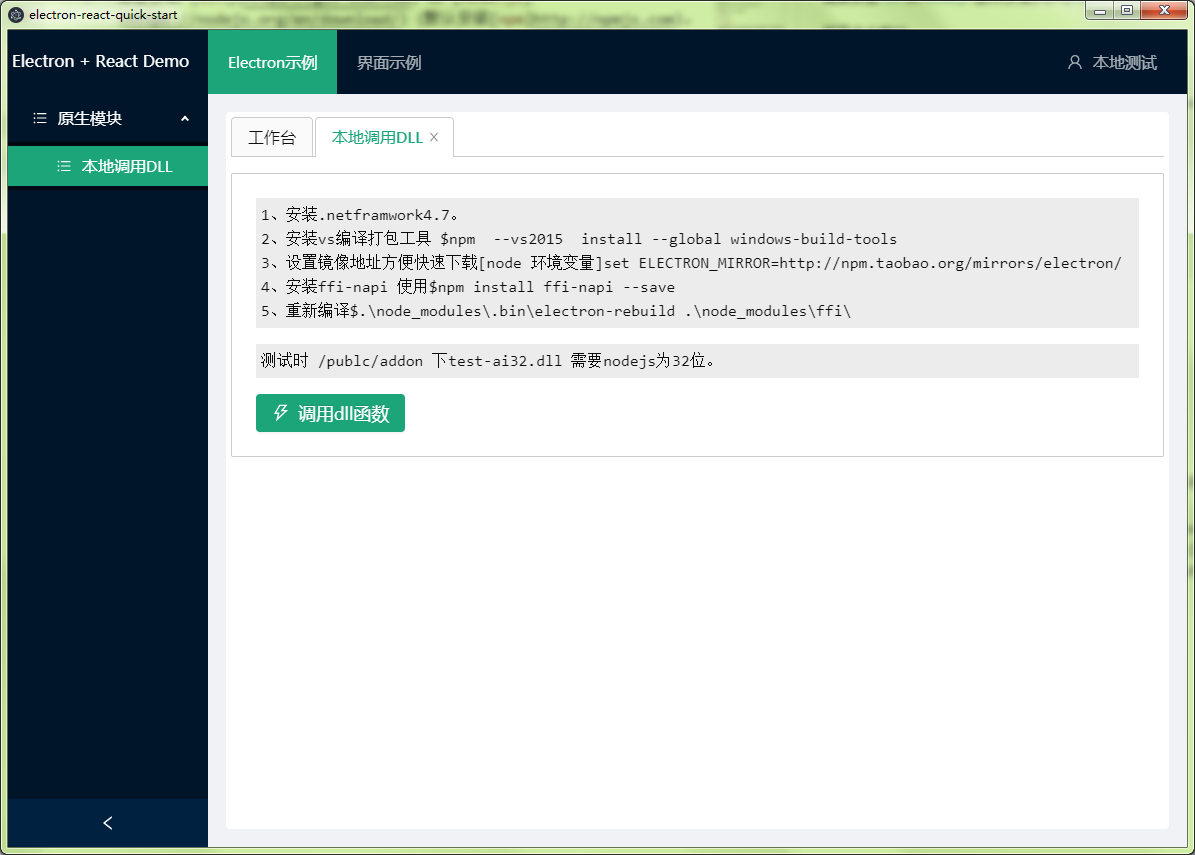 electron-react-quick-start
Electron + React Demo
Electron示例
界面示例
本地测试
原生模块
本地调用DLL
工作台
本地调用DLL
1、安装.netframwork4.7。
2、安装vs编译打包工具 $npm  --vs2015  install --global windows-build-tools
3、设置镜像地址方便快速下载[node 环境变量]set ELECTRON_MIRROR=http://npm.taobao.org/mirrors/electron/
4、安装ffi-napi 使用$npm install ffi-napi --save
5、重新编译$.\node_modules\.bin\electron-rebuild .\node_modules\ffi\
测试时 /publc/addon 下test-ai32.dll 需要nodejs为32位。
调用dll函数